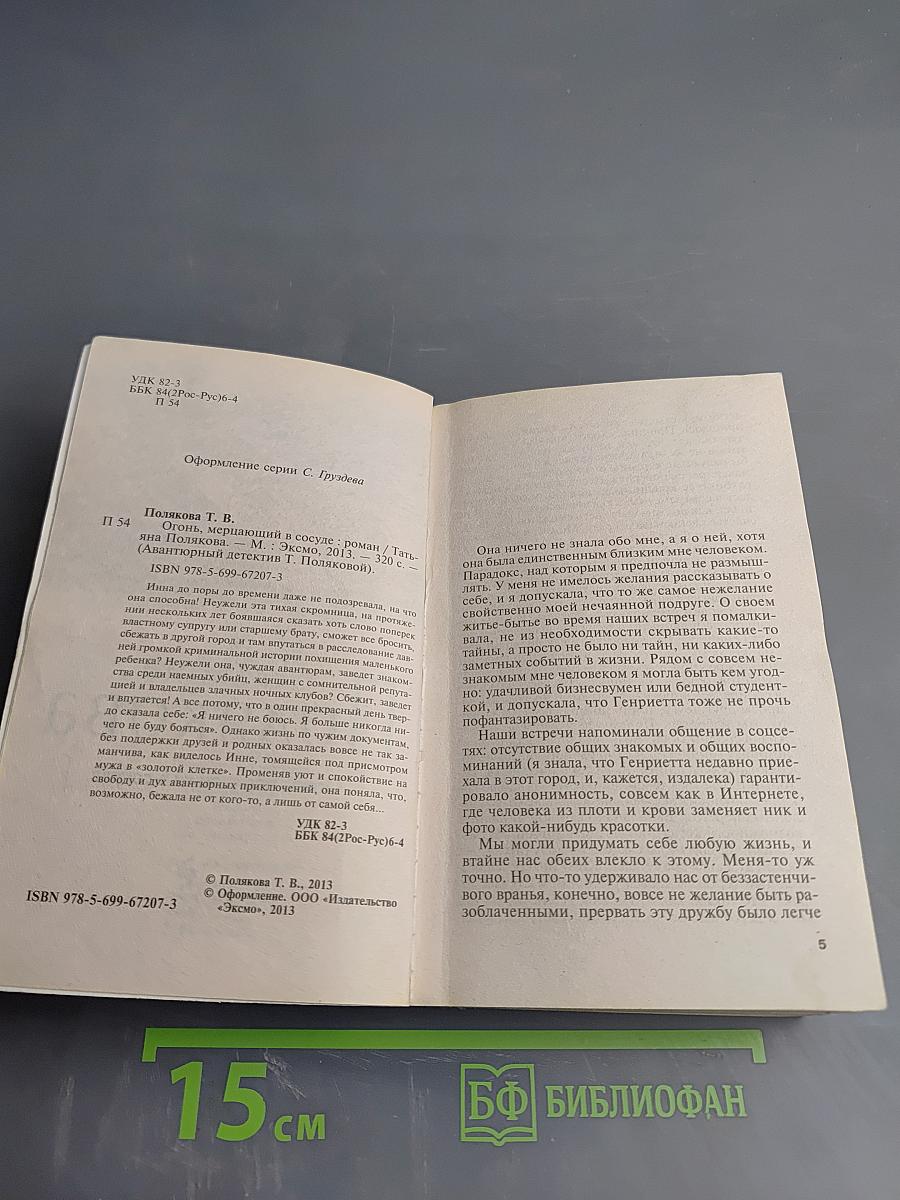 УДК 82-3
ББК 84(2Рос-Рус)6-4
П 54
Оформление серии С. Груздева
Полякова Т. В.
П 54 Огонь, мерцающий в сосуде : роман / Тать-
яна Полякова. — М. : Эксмо, 2013. — 320 с. —
(Авантюрный детектив Т. Поляковой).
ISBN 978-5-699-67207-3
Инна до поры до времени даже не подозревала, на что
она способна! Неужели эта тихая скромница, на протяже-
нии нескольких лет боявшаяся сказать хоть слово поперек
властному супругу или старшему брату, сможет все бросить,
сбежать в другой город и там впутаться в расследование дав-
ней громкой криминальной истории похищения маленького
ребенка? Неужели она, чуждая авантюрам, заведет знаком-
ства среди наемных убийц, женщин с сомнительной репута-
цией и владельцев злачных ночных клубов? Сбежит, заведет
и впутается! А все потому, что в один прекрасный день твер-
до сказала себе: «Я ничего не боюсь. Я больше никогда ни-
чего не буду бояться». Однако жизнь по чужим документам,
без поддержки друзей и родных оказалась вовсе не так за-
манчива, как виделось Инне, томящейся под присмотром
мужа в «золотой клетке». Променяв уют и спокойствие на
свободу и дух авантюрных приключений, она поняла, что,
возможно, бежала не от кого-то, а лишь от самой себя...
УДК 82-3
ББК 84(2Рос-Рус)6-4
© Полякова Т. В., 2013
© Оформление. ООО «Издательство
«Эксмо», 2013
ISBN 978-5-699-67207-3
Она ничего не знала обо мне, а я о ней, хотя
она была единственным близким мне человеком.
Парадокс, над которым я предпочла не размыш-
лять. У меня не имелось желания рассказывать о
себе, и я допускала, что то же самое нежелание
свойственно моей нечаянной подруге. О своем
житье-бытье во время наших встреч я помалки-
вала, не из необходимости скрывать какие-то
тайны, а просто не было ни тайн, ни каких-либо
заметных событий в жизни. Рядом с совсем не-
знакомым мне человеком я могла быть кем угод-
но: удачливой бизнесвумен или бедной студент-
кой, и допускала, что Генриетта тоже не прочь
пофантазировать.
Наши встречи напоминали общение в соцсе-
тях: отсутствие общих знакомых и общих воспо-
минаний (я знала, что Генриетта недавно прие-
хала в этот город, и, кажется, издалека) гаранти-
ровало анонимность, совсем как в Интернете,
где человека из плоти и крови заменяет ник и
фото какой-нибудь красотки.
Мы могли придумать себе любую жизнь, и
втайне нас обеих влекло к этому. Меня-то уж
точно. Но что-то удерживало нас от беззастенчи-
вого вранья, конечно, вовсе не желание быть ра-
зоблаченными, прервать эту дружбу было легче
5
15 см
БФ БИБЛИОФАН